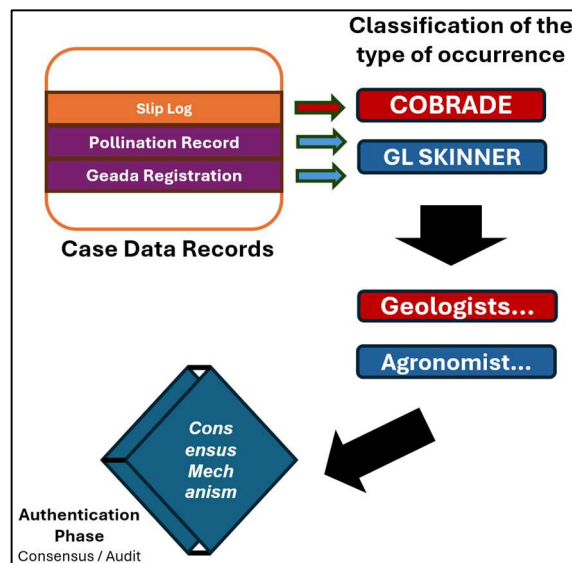 Classification of the
type of occurrence
Slip Log
COBRADE
Pollination Record
GL SKINNER
Geada Registration
Case Data Records
Geologists...
Agronomist...
Cons
ensus
Mech
anism
Authentication
Phase
Consensus / Audit